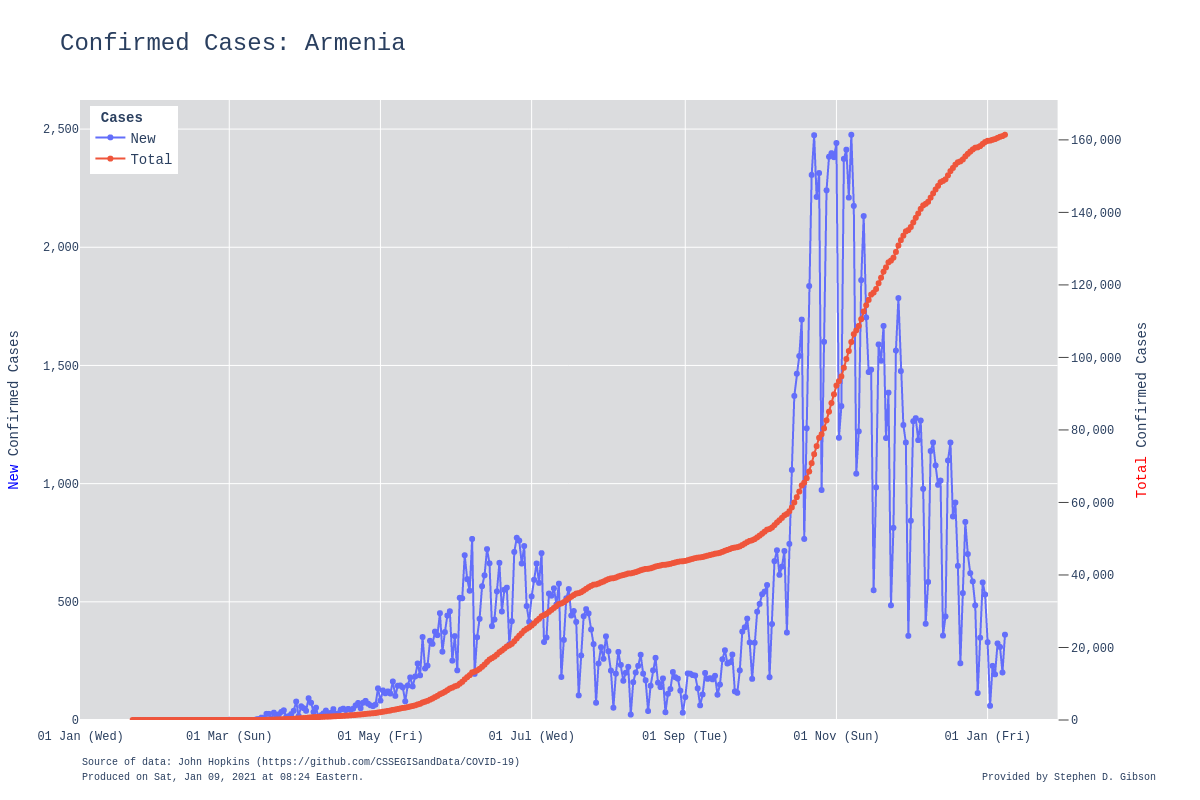 Confirmed Cases: Armenia
Cases
New
Total
2,500
2,000
1,500
1,000
500
0
New Confirmed Cases
160,000
140,000
120,000
100,000
80,000
60,000
40,000
20,000
0
Total Confirmed Cases
01 Jan (Wed) 01 Mar (Sun) 01 May (Fri) 01 Jul (Wed) 01 Sep (Tue) 01 Nov (Sun) 01 Jan (Fri)
Source of data: John Hopkins (https://github.com/CSSEGISandData/COVID-19)
Produced on Sat, Jan 09, 2021 at 08:24 Eastern.
Provided by Stephen D. Gibson